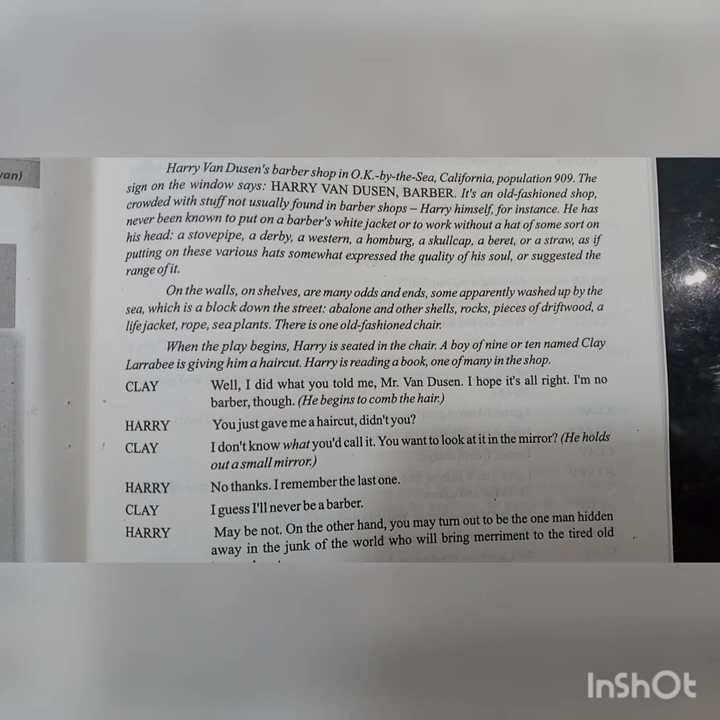 yan)
Harry Van Dusen's barber shop in O.K.-by-the-Sea, California, population 909. The
sign on the window says: HARRY VAN DUSEN, BARBER. It's an old-fashioned shop,
crowded with stuff not usually found in barber shops – Harry himself, for instance. He has
never been known to put on a barber's white jacket or to work without a hat of some sort on
his head: a stovepipe, a derby, a western, a homburg, a skullcap, a beret, or a straw, as if
putting on these various hats somewhat expressed the quality of his soul, or suggested the
range of it.
On the walls, on shelves, are many odds and ends, some apparently washed up by the
sea, which is a block down the street: abalone and other shells, rocks, pieces of driftwood, a
life jacket, rope, sea plants. There is one old-fashioned chair.
When the play begins, Harry is seated in the chair. A boy of nine or ten named Clay
Larrabee is giving him a haircut. Harry is reading a book, one of many in the shop.
CLAY Well, I did what you told me, Mr. Van Dusen. I hope it's all right. I'm no
barber, though. (He begins to comb the hair.)
HARRY You just gave me a haircut, didn't you?
CLAY I don't know what you'd call it. You want to look at it in the mirror? (He holds
out a small mirror.)
HARRY No thanks. I remember the last one.
CLAY I guess I'll never be a barber.
HARRY May be not. On the other hand, you may turn out to be the one man hidden
away in the junk of the world who will bring merriment to the tired old
InShOt